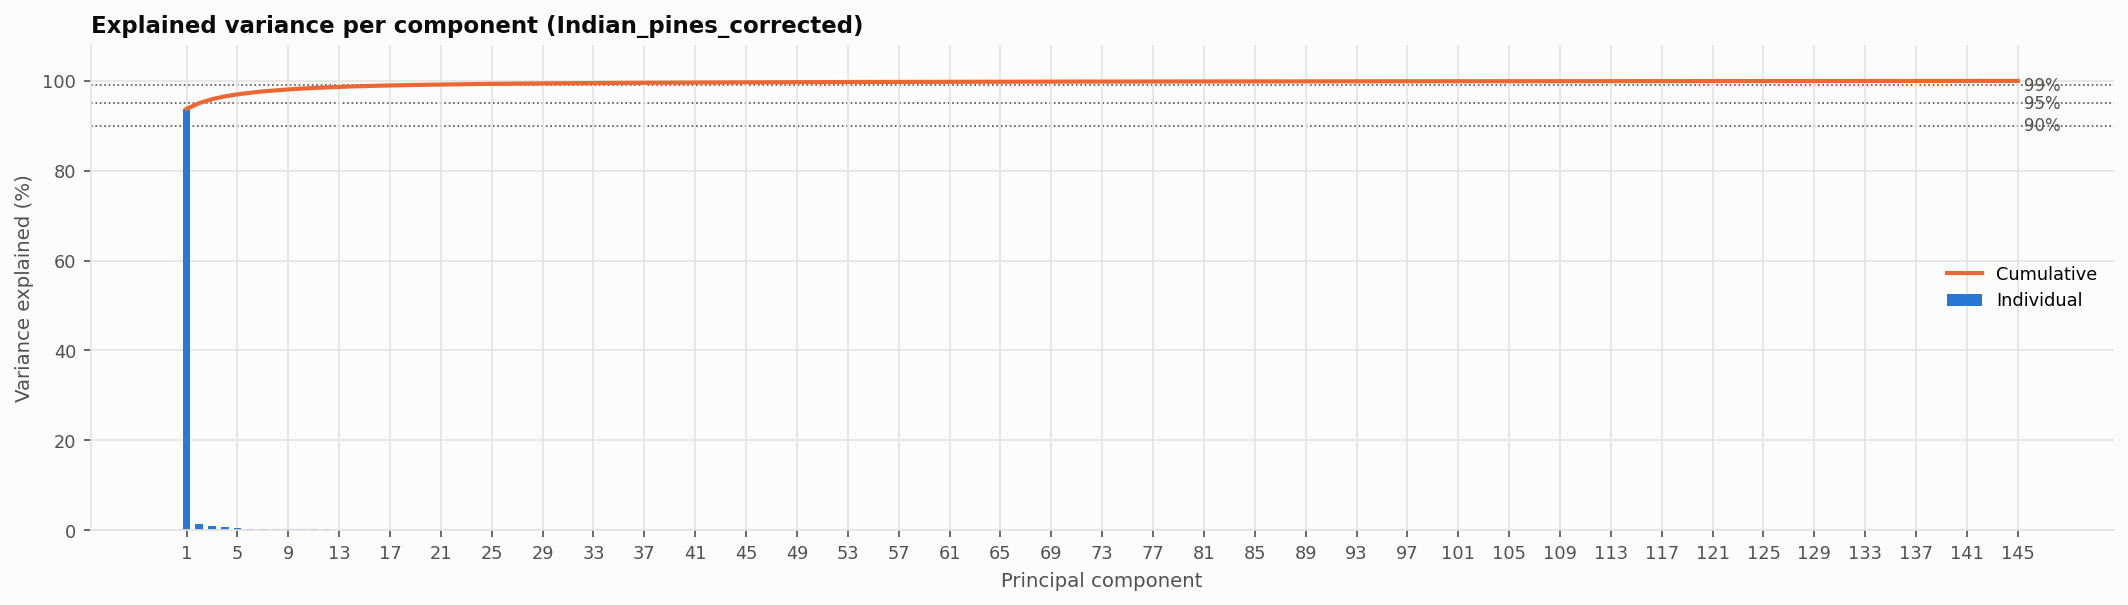 Explained variance per component (Indian_pines_corrected)
Variance explained (%)
100
80
60
40
20
0
99%
95%
90%
Cumulative
Individual
1 5 9 13 17 21 25 29 33 37 41 45 49 53 57 61 65 69 73 77 81 85 89 93 97 101 105 109 113 117 121 125 129 133 137 141 145
Principal component